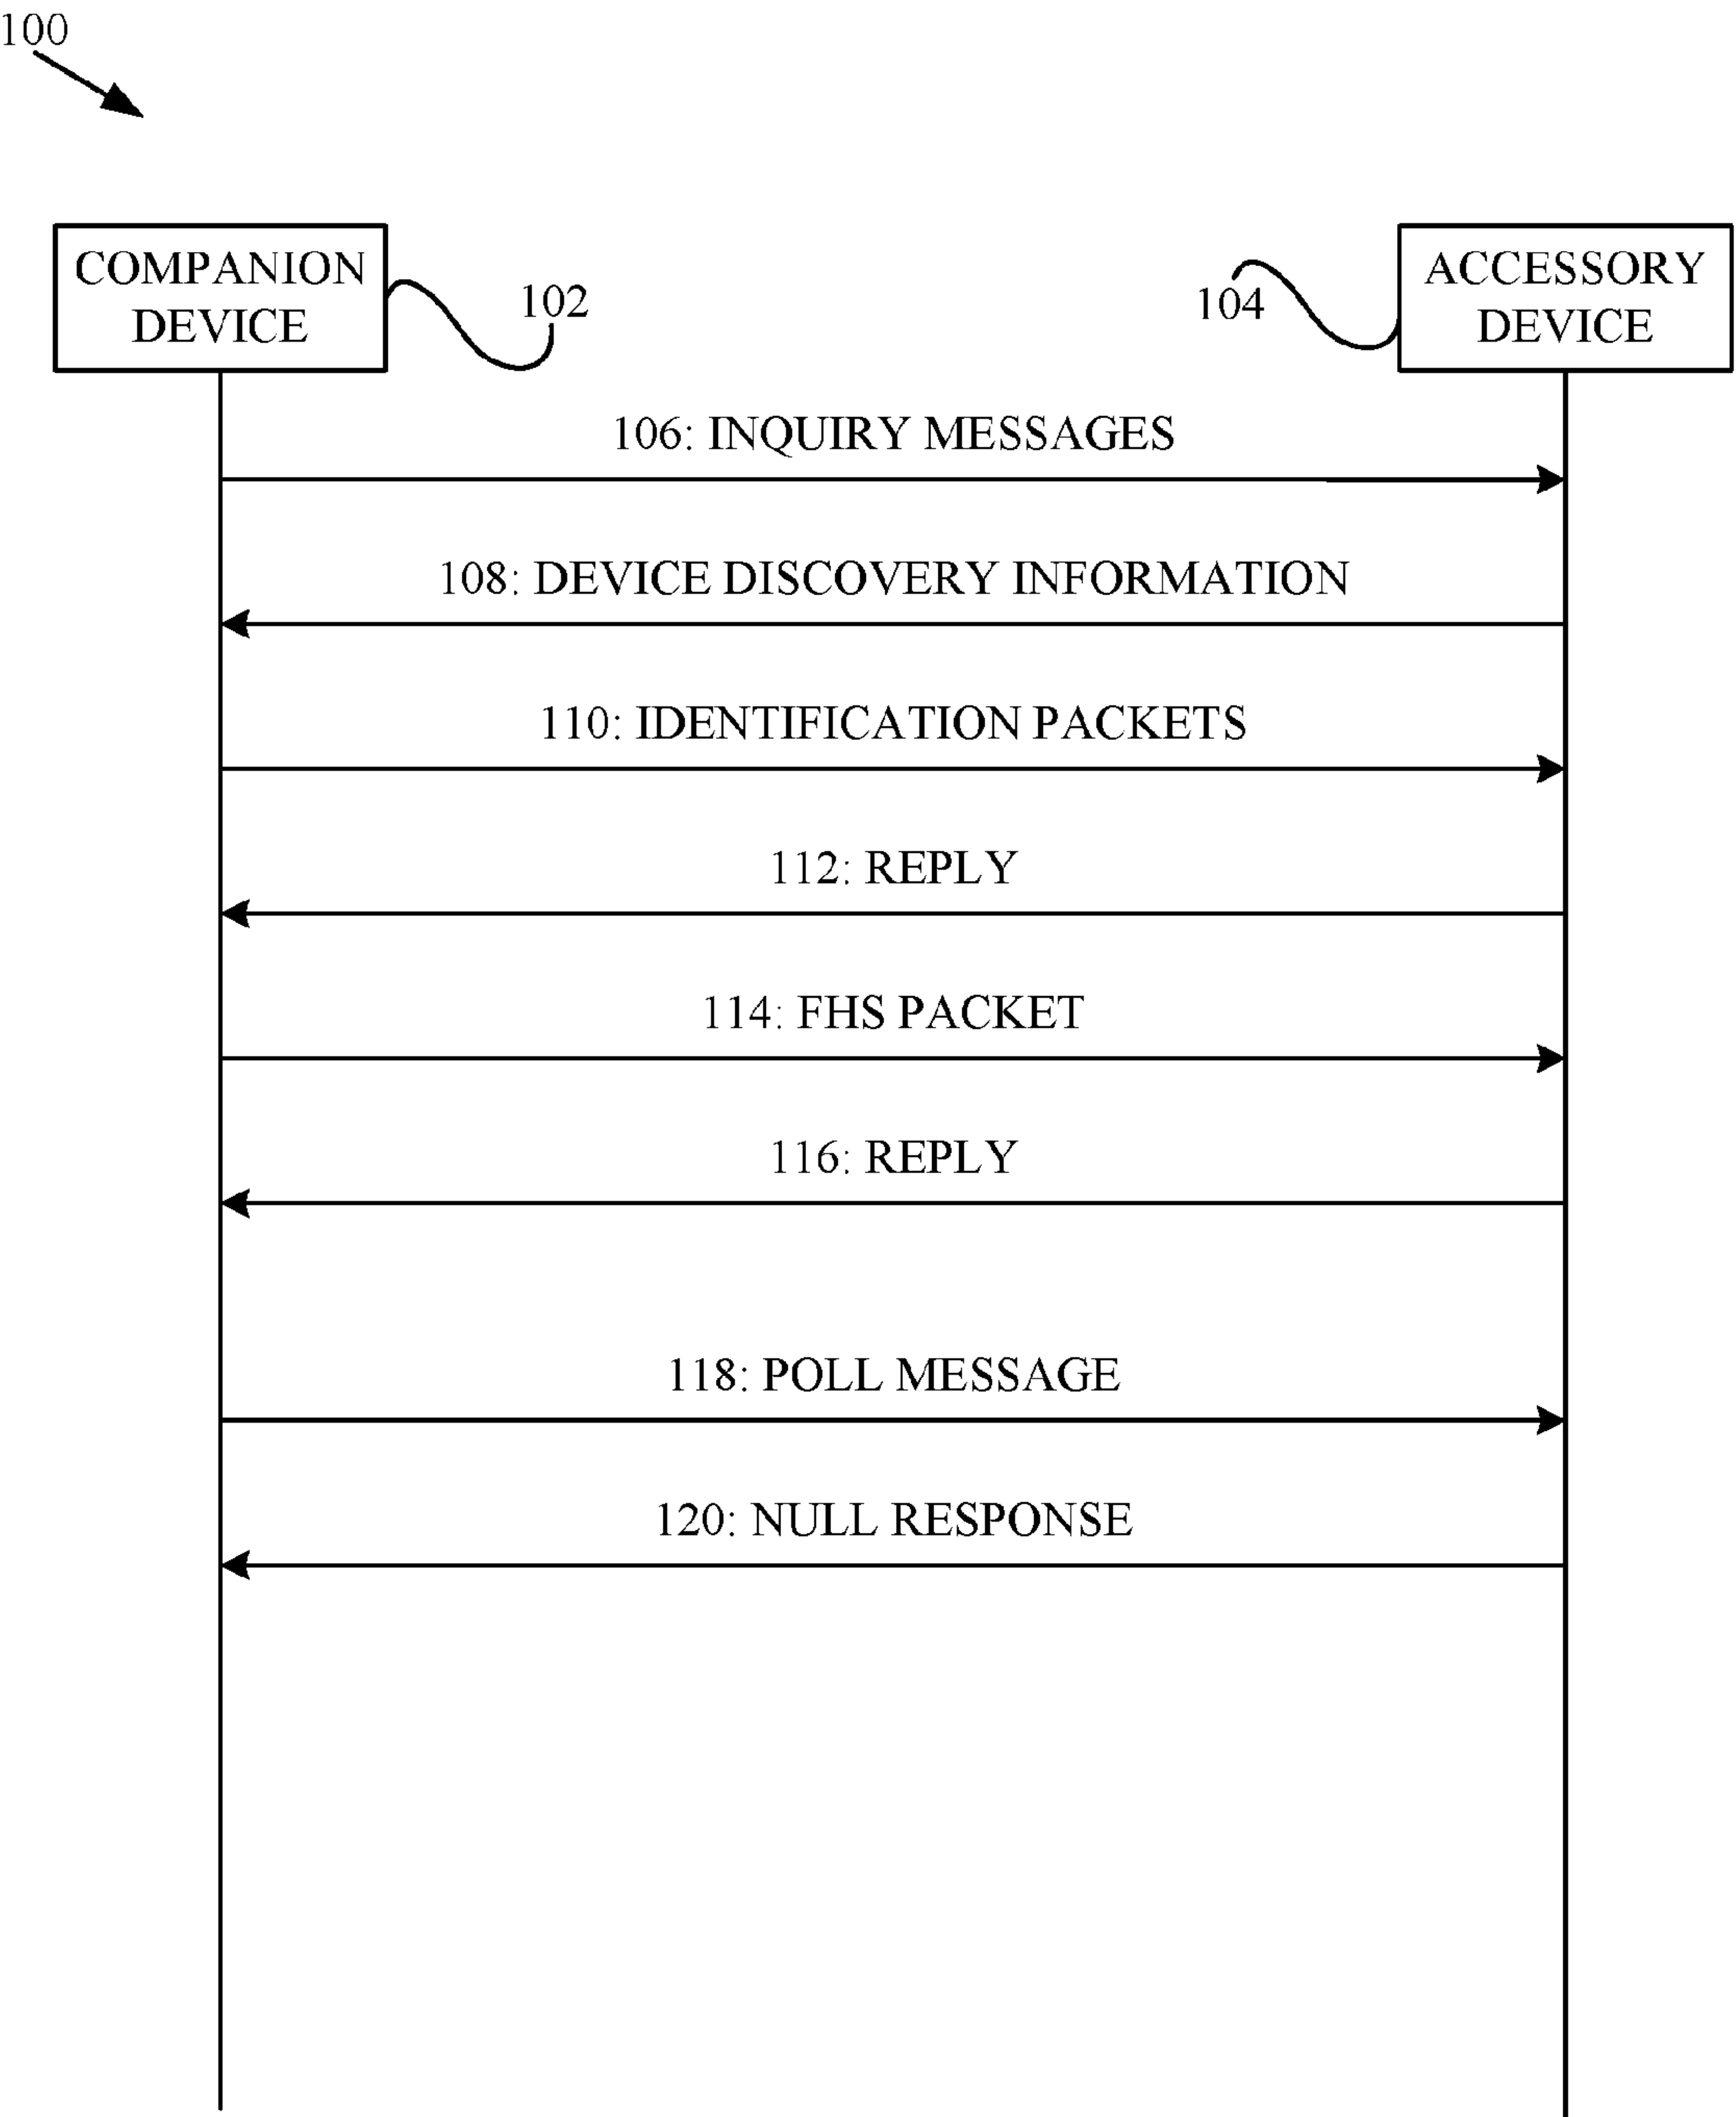 100
COMPANION
DEVICE
102
104
ACCESSORY
DEVICE
106: INQUIRY MESSAGES
108: DEVICE DISCOVERY INFORMATION
110: IDENTIFICATION PACKETS
112: REPLY
114: FHS PACKET
116: REPLY
118: POLL MESSAGE
120: NULL RESPONSE